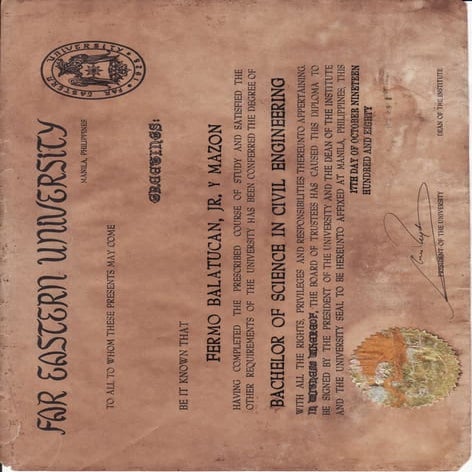 FAR EASTERN UNIVERSITY
MANILA, PHILIPPINES
TO ALL TO WHOM THESE PRESENTS MAY COME
GREETINGS:
BE IT KNOWN THAT
FERMO BALATUCAN, JR. Y MAZON
HAVING COMPLETED THE PRESCRIBED COURSE OF STUDY AND SATISFIED THE
OTHER REQUIREMENTS OF THE UNIVERSITY HAS BEEN CONFERRED THE DEGREE OF
BACHELOR OF SCIENCE IN CIVIL ENGINEERING
WITH ALL THE RIGHTS, PRIVILEGES AND RESPONSIBILITIES THEREUNTO APPERTAINING.
IN WITNESS WHEREOF, THE BOARD OF TRUSTEES HAS CAUSED THIS DIPLOMA TO
BE SIGNED BY THE PRESIDENT OF THE UNIVERSITY AND THE DEAN OF THE INSTITUTE
AND THE UNIVERSITY SEAL TO BE HEREUNTO AFFIXED AT MANILA, PHILIPPINES, THIS
17TH DAY OF OCTOBER NINETEEN
HUNDRED AND EIGHTY
PRESIDENT OF THE UNIVERSITY
DEAN OF THE INSTITUTE